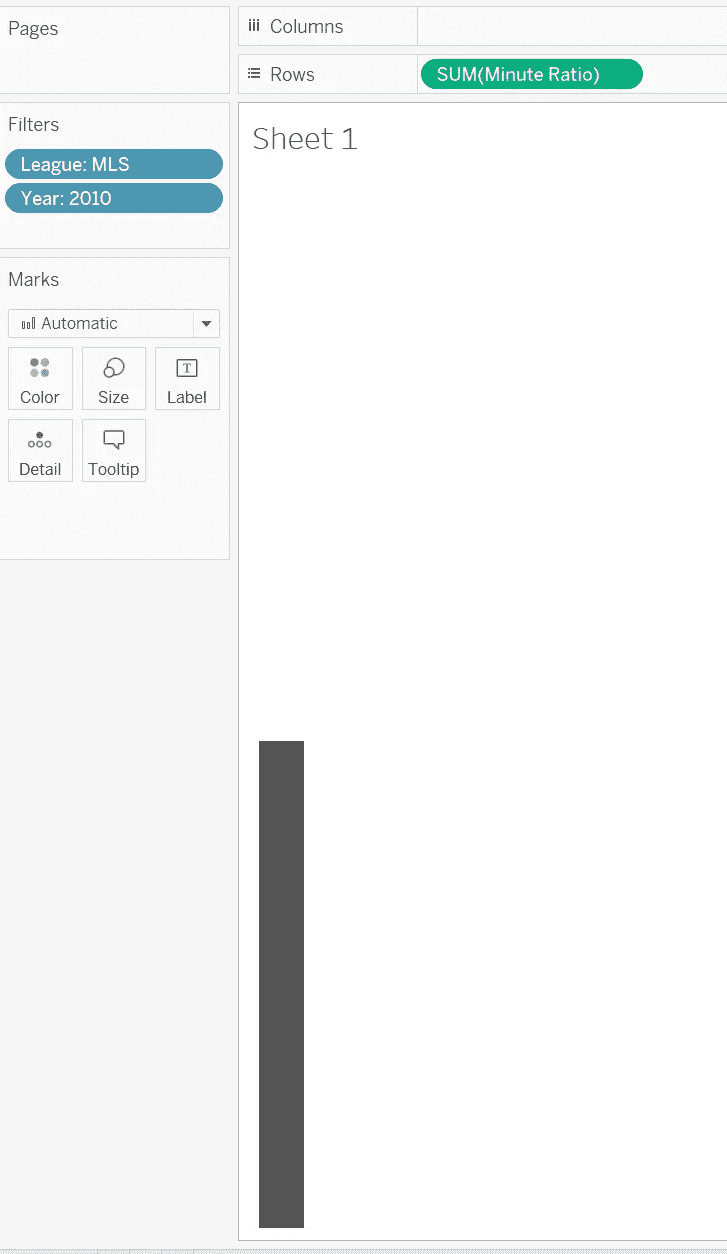 Pages
Columns
Rows
SUM(Minute Ratio)
Filters
League: MLS
Year: 2010
Sheet 1
Marks
Automatic
Color
Size
T
Label
Detail
Tooltip